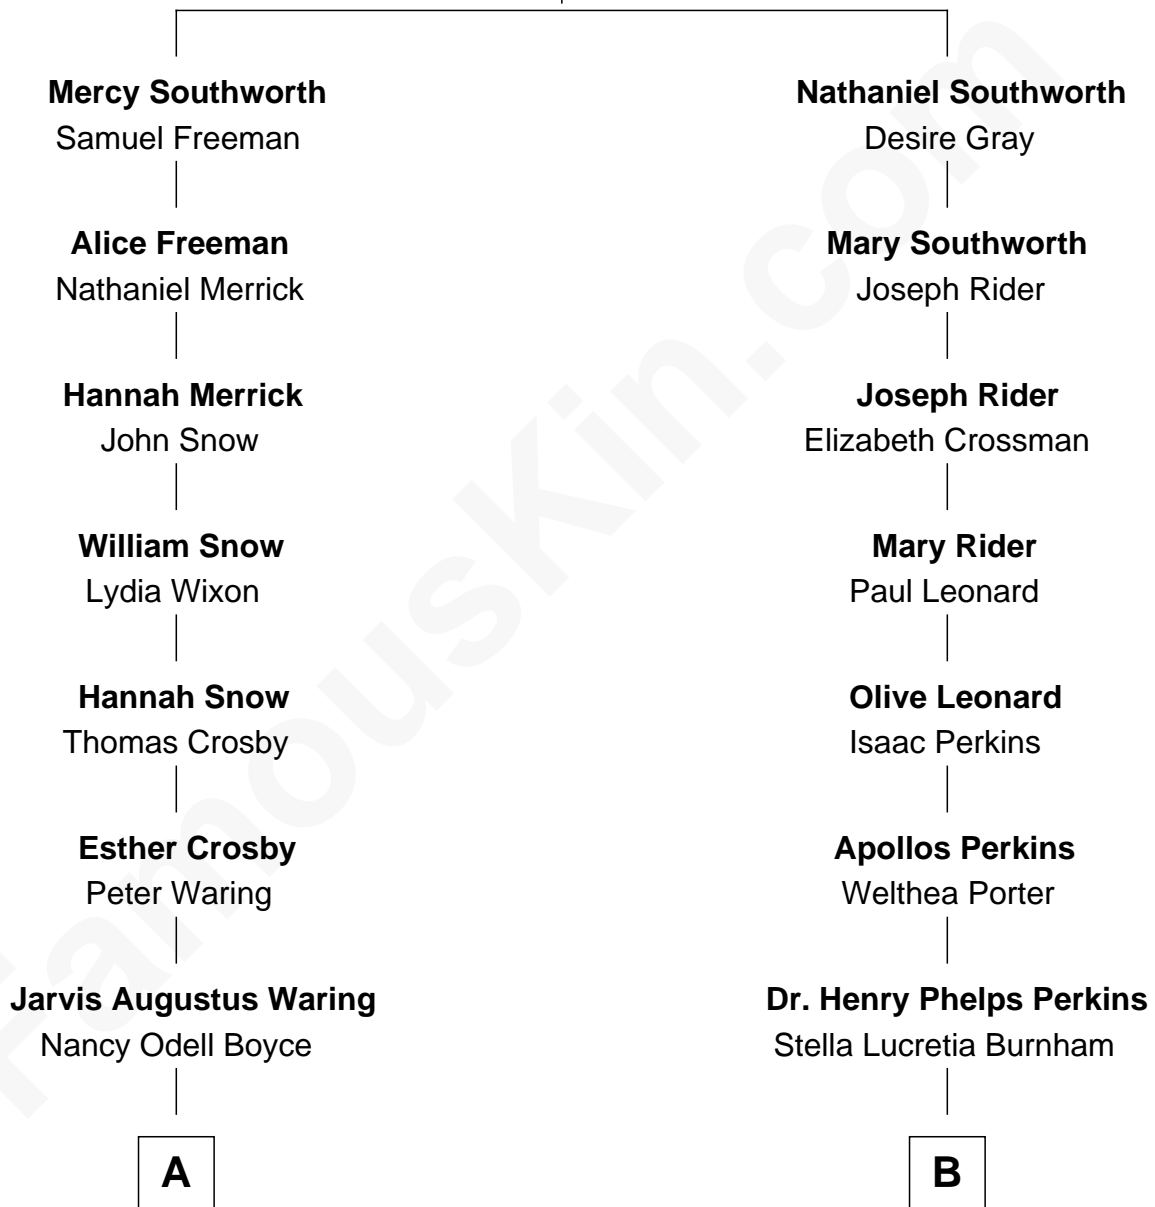 Mercy Southworth
Samuel Freeman
Alice Freeman
Nathaniel Merrick
Hannah Merrick
John Snow
William Snow
Lydia Wixon
Hannah Snow
Thomas Crosby
Esther Crosby
Peter Waring
Jarvis Augustus Waring
Nancy Odell Boyce
A
Nathaniel Southworth
Desire Gray
Mary Southworth
Joseph Rider
Joseph Rider
Elizabeth Crossman
Mary Rider
Paul Leonard
Olive Leonard
Isaac Perkins
Apollos Perkins
Welthea Porter
Dr. Henry Phelps Perkins
Stella Lucretia Burnham
B
FamousKin.com